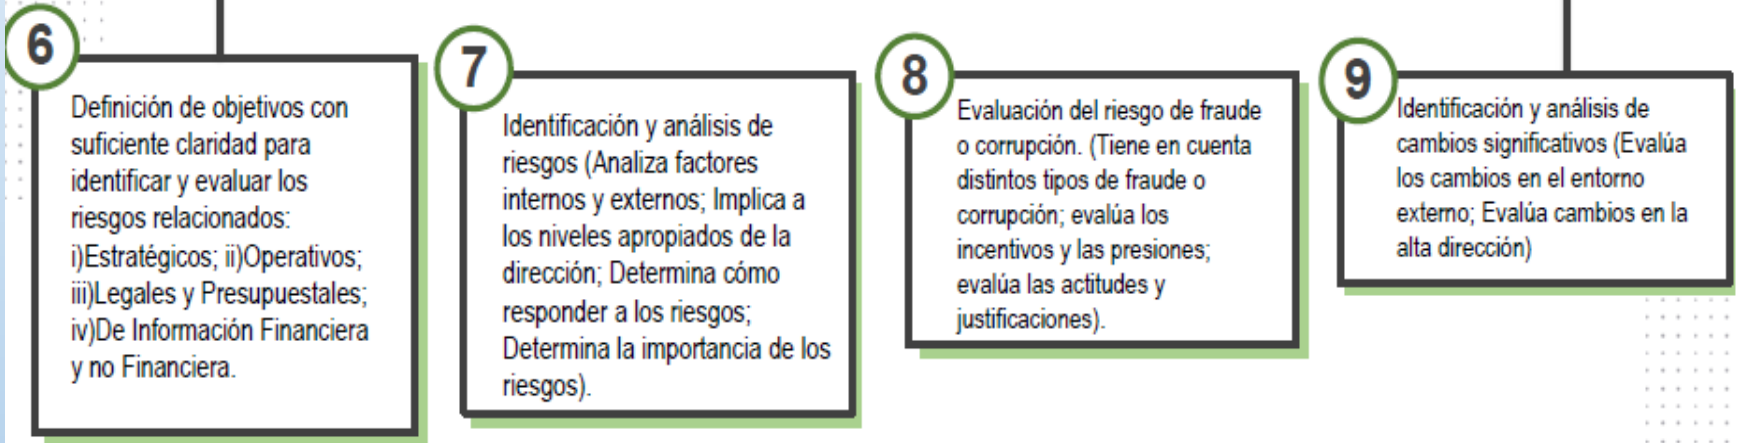 6
Definición de objetivos con
suficiente claridad para
identificar y evaluar los
riesgos relacionados:
i)Estratégicos; ii)Operativos;
iii)Legales y Presupuestales;
iv)De Información Financiera
y no Financiera.
7
Identificación y análisis de
riesgos (Analiza factores
internos y externos; Implica a
los niveles apropiados de la
dirección; Determina cómo
responder a los riesgos;
Determina la importancia de los
riesgos).
8
Evaluación del riesgo de fraude
o corrupción. (Tiene en cuenta
distintos tipos de fraude o
corrupción; evalúa los
incentivos y las presiones;
evalúa las actitudes y
justificaciones).
9
Identificación y análisis de
cambios significativos (Evalúa
los cambios en el entorno
externo; Evalúa cambios en la
alta dirección)